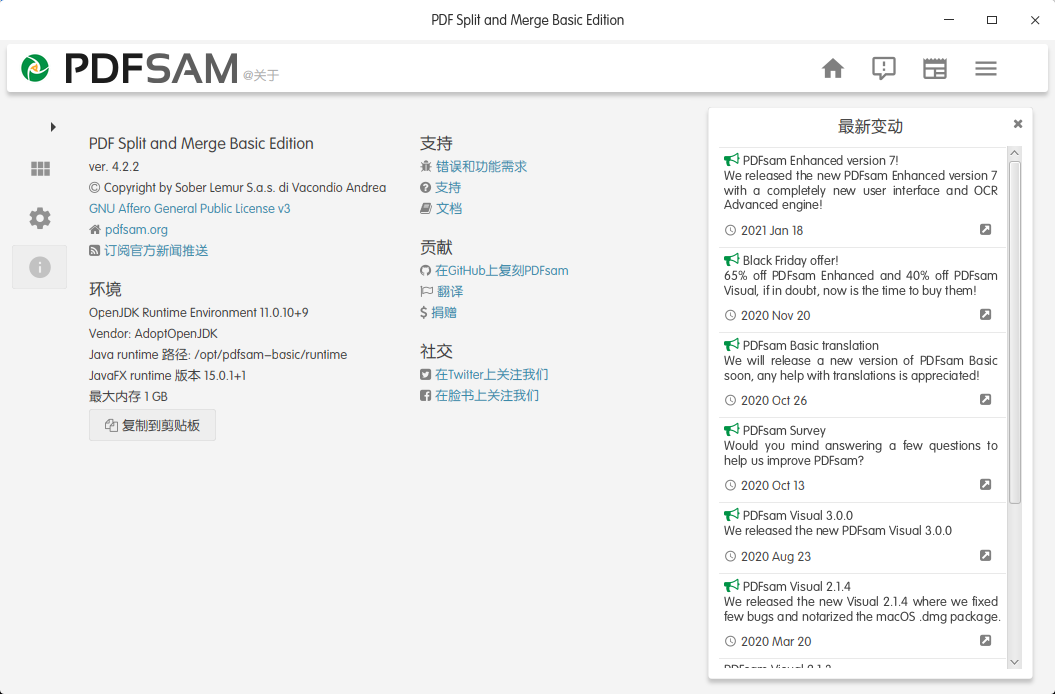 PDF Split and Merge Basic Edition
PDFSAM @关于
PDF Split and Merge Basic Edition
ver. 4.2.2
© Copyright by Sober Lemur S.a.s. di Vacondio Andrea
GNU Affero General Public License v3
pdfsam.org
订阅官方新闻推送
环境
OpenJDK Runtime Environment 11.0.10+9
Vendor: AdoptOpenJDK
Java runtime 路径: /opt/pdfsam-basic/runtime
JavaFX runtime 版本 15.0.1+1
最大内存 1 GB
复制到剪贴板
支持
错误和功能需求
支持
文档
贡献
在GitHub上复刻PDFsam
翻译
捐赠
社交
在Twitter上关注我们
在脸书上关注我们
最新变动
PDFsam Enhanced version 7!
We released the new PDFsam Enhanced version 7
with a completely new user interface and OCR
Advanced engine!
2021 Jan 18
Black Friday offer!
65% off PDFsam Enhanced and 40% off PDFsam
Visual, if in doubt, now is the time to buy them!
2020 Nov 20
PDFsam Basic translation
We will release a new version of PDFsam Basic
soon, any help with translations is appreciated!
2020 Oct 26
PDFsam Survey
Would you mind answering a few questions to
help us improve PDFsam?
2020 Oct 13
PDFsam Visual 3.0.0
We released the new PDFsam Visual 3.0.0
2020 Aug 23
PDFsam Visual 2.1.4
We released the new Visual 2.1.4 where we fixed
few bugs and notarized the macOS .dmg package.
2020 Mar 20
PDFsam Visual